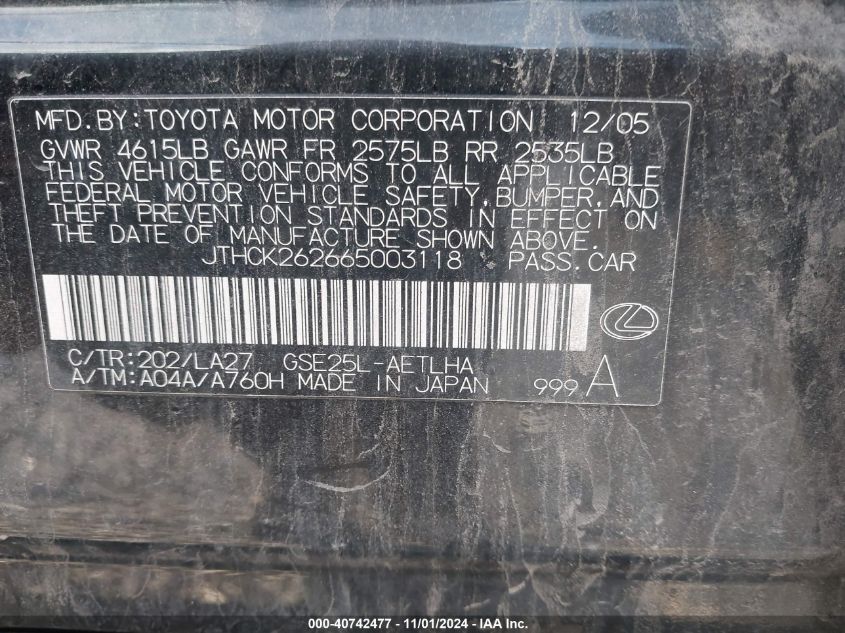 MFD.BY:TOYOTA MOTOR CORPORATION 12/05
GVWR 4615LB GAWR FR 2575LB RR 2535LB
THIS VEHICLE CONFORMS TO ALL APPLICABLE
FEDERAL MOTOR VEHICLE SAFETY,BUMPER,AND
THEFT PREVENTION STANDARDS IN EFFECT ON
THE DATE OF MANUFACTURE SHOWN ABOVE.
JTHCK262665003118 PASS.CAR
C/TR:202/LA27 GSE25L-AETLHA
A/TM:A04A/A760H MADE IN JAPAN 999 A
000-40742477 - 11/01/2024 - IAAI Inc.